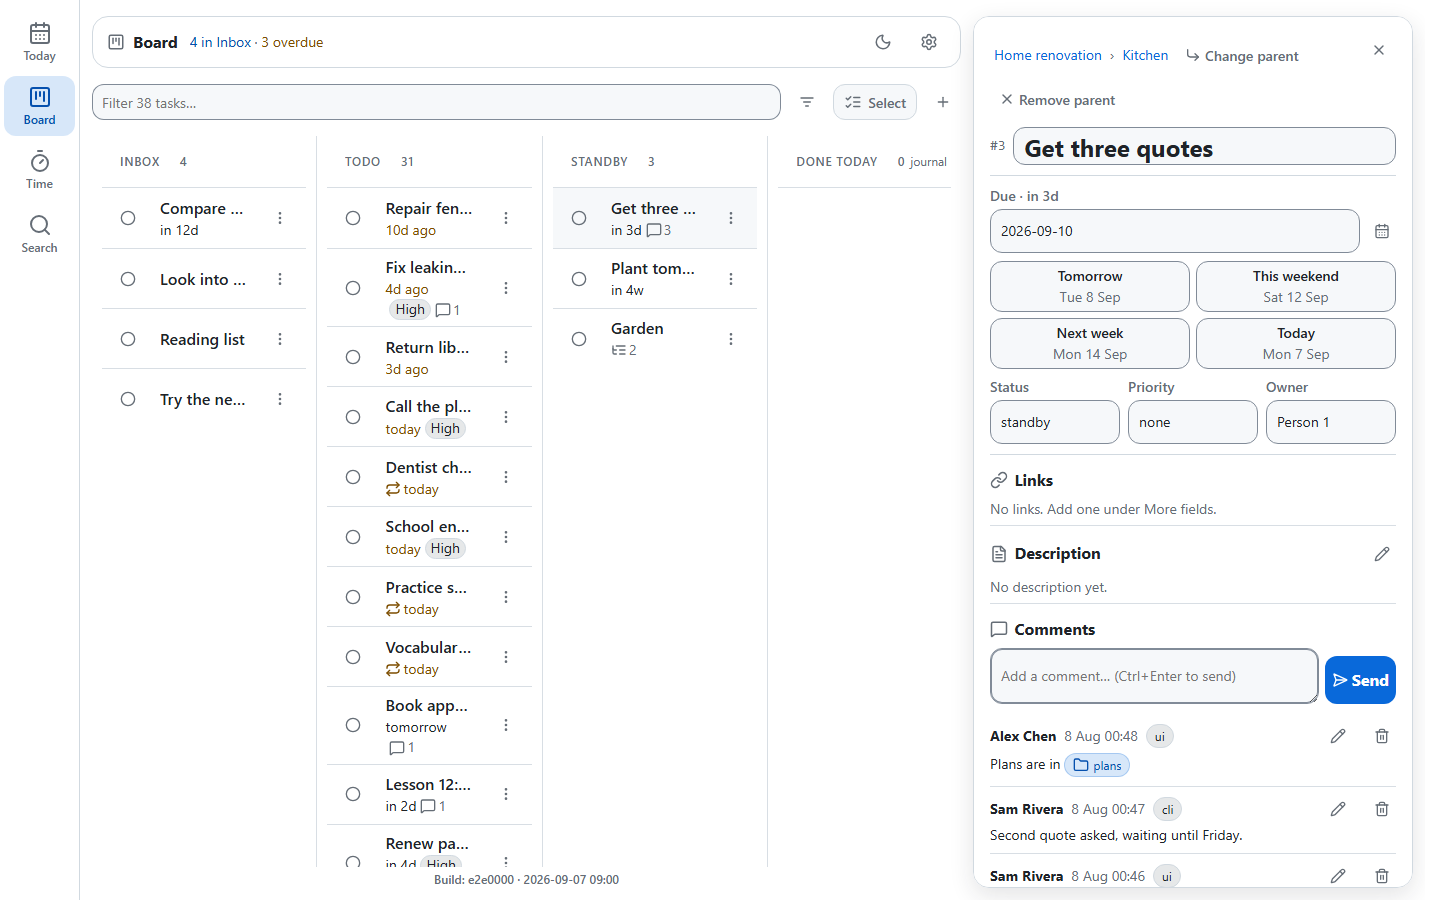 Today
Board
Time
Search
Board 4 in Inbox · 3 overdue
Filter 38 tasks...
Select
INBOX 4
Compare ...
in 12d
Look into ...
Reading list
Try the ne...
TODO 31
Repair fen...
10d ago
Fix leakin...
4d ago
High 1
Return lib...
3d ago
Call the pl...
today High
Dentist ch...
today
School en...
today High
Practice s...
today
Vocabular...
today
Book app...
tomorrow
1
Lesson 12:...
in 2d 1
Renew pa...
in 4d High
STANDBY 3
Get three ...
in 3d 3
Plant tom...
in 4w
Garden
2
DONE TODAY 0 journal
Build: e2e0000 · 2026-09-07 09:00
Home renovation › Kitchen Change parent
Remove parent
#3 Get three quotes
Due · in 3d
2026-09-10
Tomorrow
Tue 8 Sep
This weekend
Sat 12 Sep
Next week
Mon 14 Sep
Today
Mon 7 Sep
Status Priority Owner
standby none Person 1
Links
No links. Add one under More fields.
Description
No description yet.
Comments
Add a comment... (Ctrl+Enter to send)
Send
Alex Chen 8 Aug 00:48 ui
Plans are in plans
Sam Rivera 8 Aug 00:47 cli
Second quote asked, waiting until Friday.
Sam Rivera 8 Aug 00:46 ui